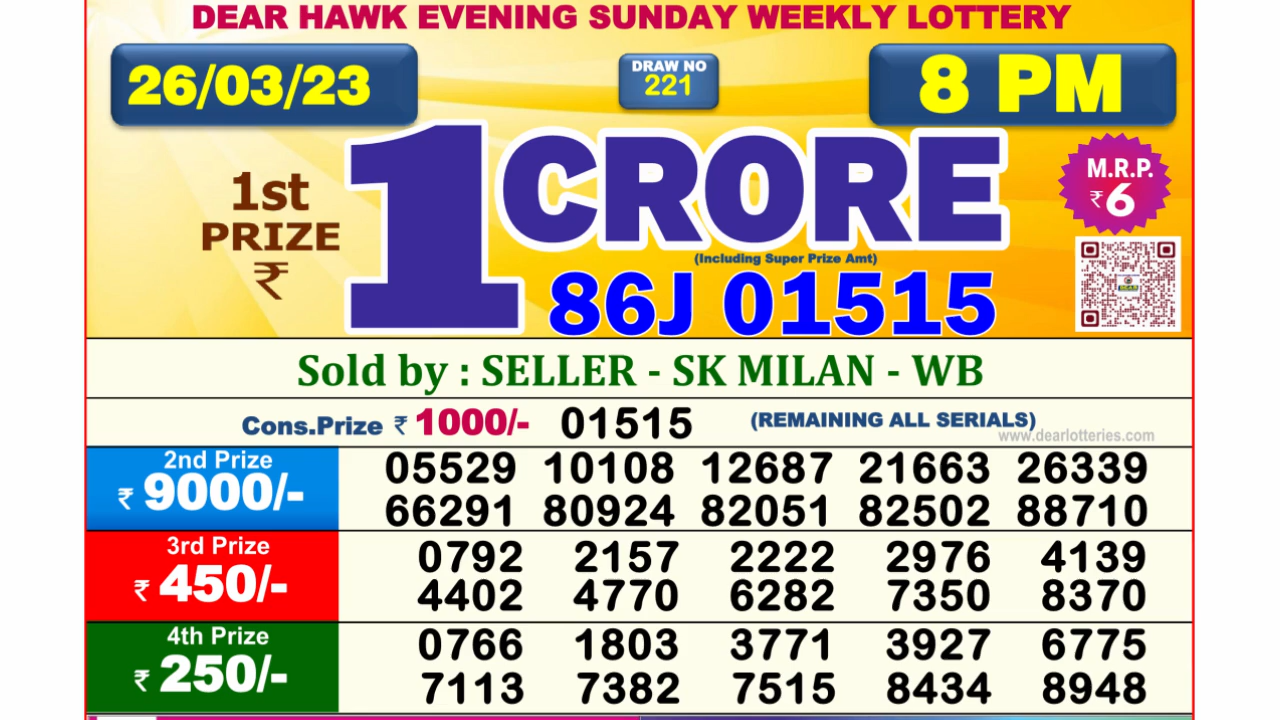 DEAR HAWK EVENING SUNDAY WEEKLY LOTTERY
26/03/23
DRAW NO
221
8 PM
1st
PRIZE
₹
1 CRORE
(Including Super Prize Amt)
86J 01515
M.R.P.
₹6
Sold by : SELLER - SK MILAN - WB
Cons.Prize ₹ 1000/- 01515 (REMAINING ALL SERIALS)
www.dearlotteries.com
2nd Prize
₹ 9000/-
05529 10108 12687 21663 26339
66291 80924 82051 82502 88710
3rd Prize
₹ 450/-
0792 2157 2222 2976 4139
4402 4770 6282 7350 8370
4th Prize
₹ 250/-
0766 1803 3771 3927 6775
7113 7382 7515 8434 8948